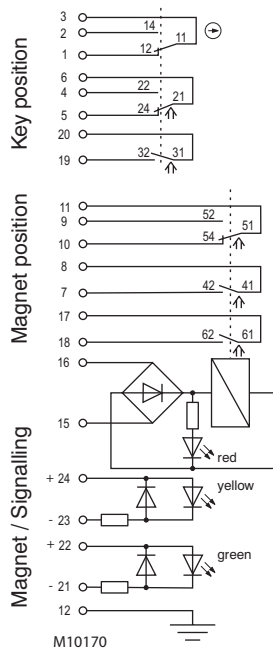 Key position
3
2 14
11
1 12
6
4 22
21
5 24
20
19 32 31
Magnet position
11
9 52
51
10 54
8
7 42 41
17
18 62 61
16
15
red
Magnet / Signalling
+ 24
yellow
- 23
+ 22
green
- 21
12
M10170